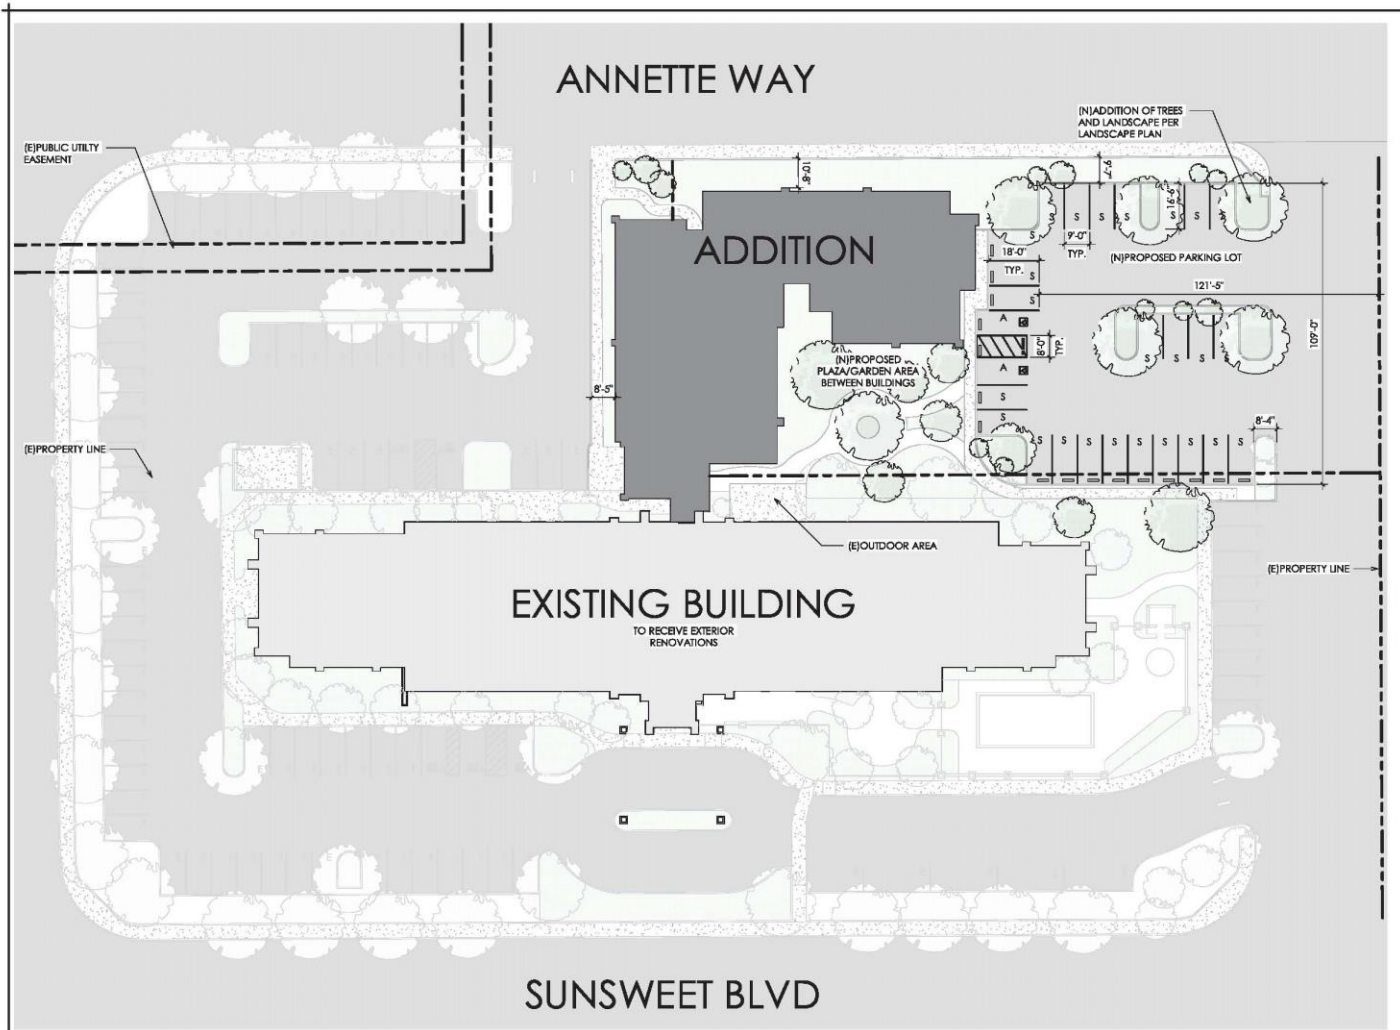 ANNETTE WAY
(E)PUBLIC UTILTY
EASEMENT
(N)ADDITION OF TREES
AND LANDSCAPE PER
LANDSCAPE PLAN
10'-8"
9'-7"
16'-6"
S
S
S
S
S
S
9'-0"
TYP.
ADDITION
18'-0"
TYP.
S
S
(N)PROPOSED PARKING LOT
121'-5"
109'-0"
A
8'-0"
TYP.
A
S
S
S
S
S
S
(N)PROPOSED
PLAZA/GARDEN AREA
BETWEEN BUILDINGS
8'-5"
S
S
S
S
S
S
S
S
S
8'-4"
(E)PROPERTY LINE
(E)OUTDOOR AREA
(E)PROPERTY LINE
EXISTING BUILDING
TO RECEIVE EXTERIOR
RENOVATIONS
SUNSWEET BLVD